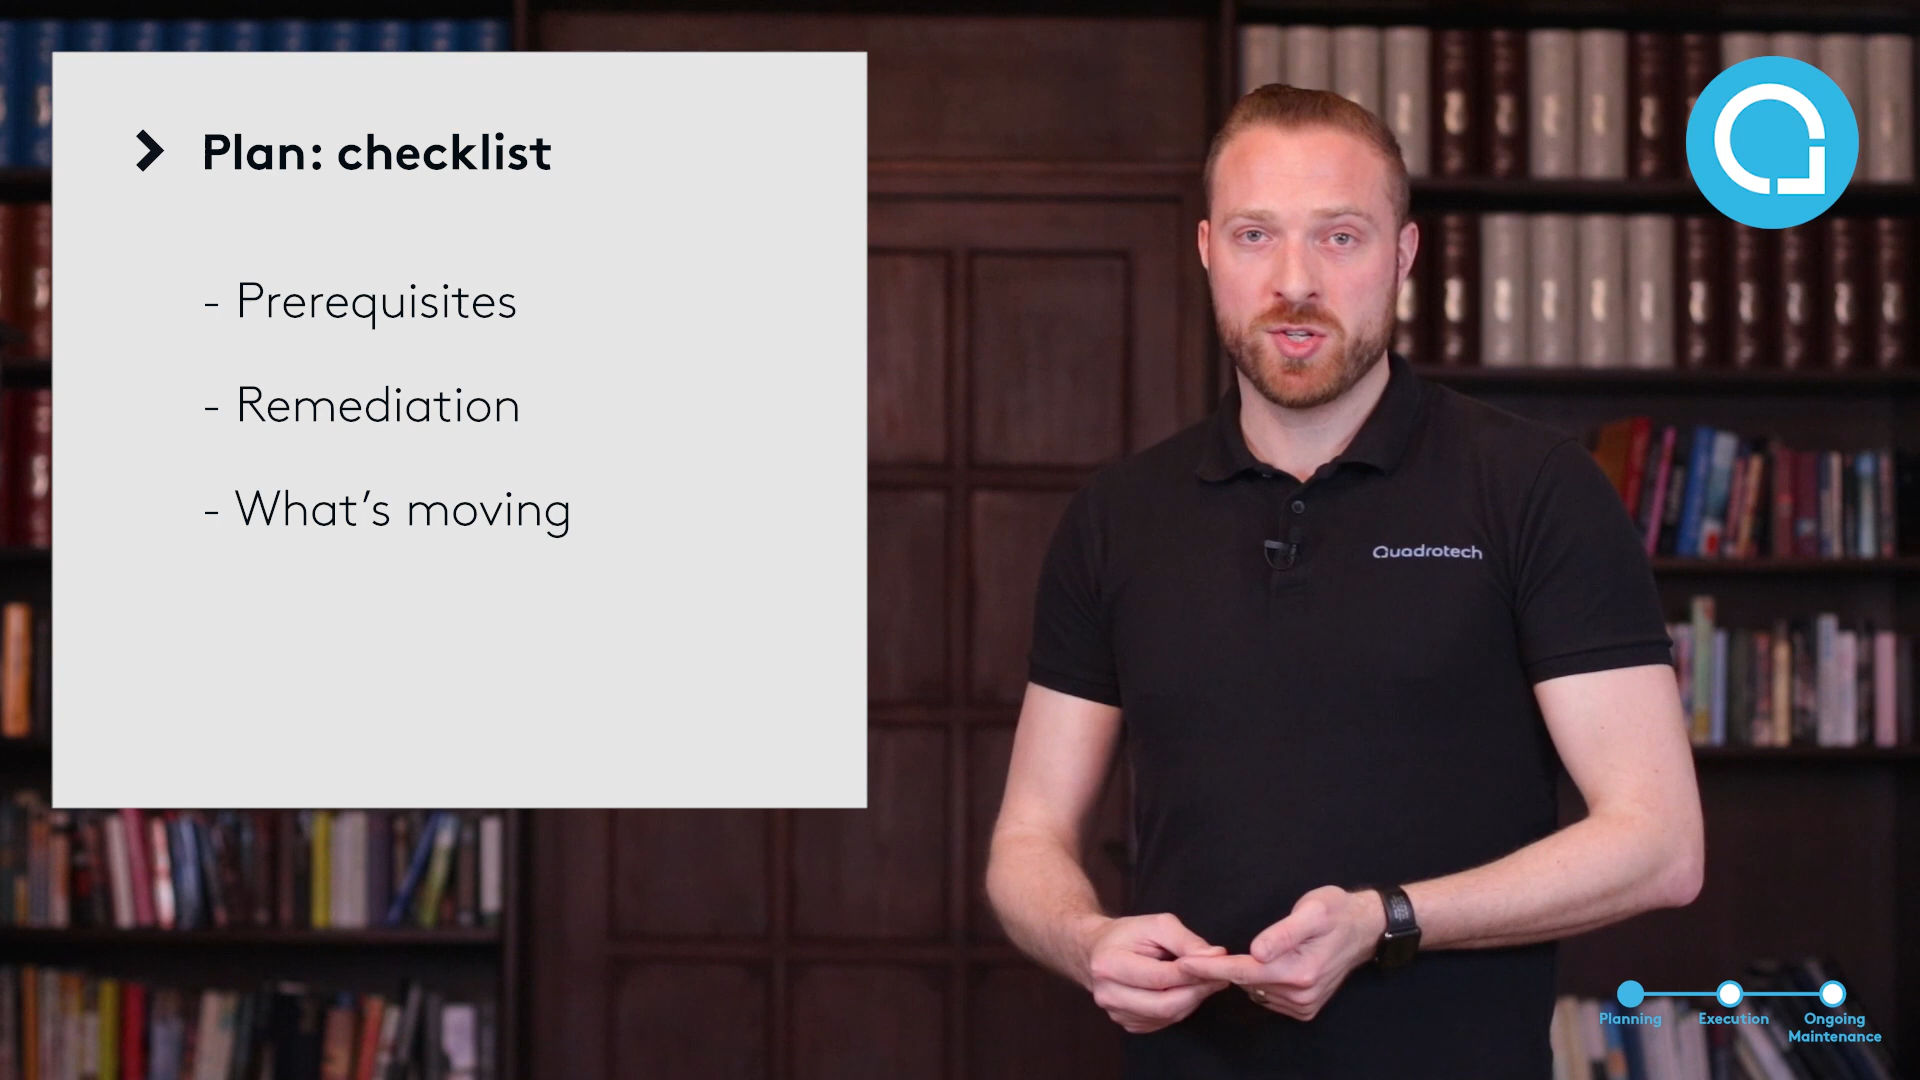 Plan: checklist
- Prerequisites
- Remediation
- What's moving
Quadrotech
Planning
Execution
Ongoing
Maintenance